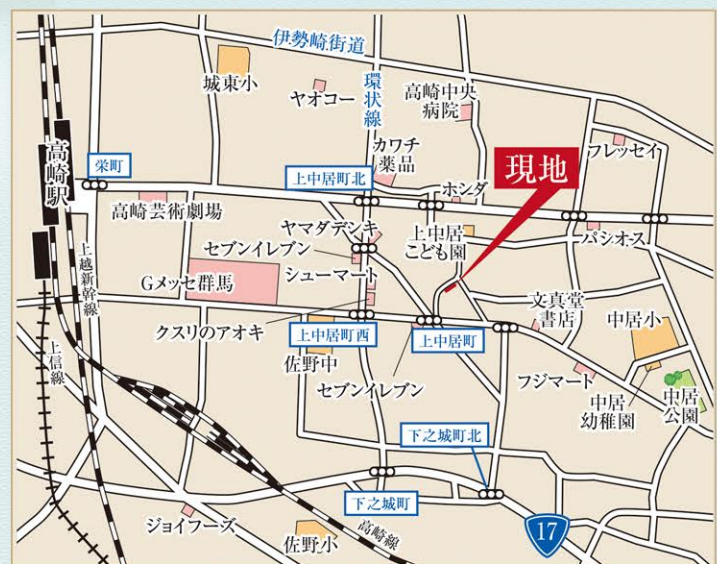 伊勢崎街道
城東小
ヤオコー
環状線
高崎中央
病院
カワチ
薬品
フレッセイ
高崎駅
栄町
上中居町北
ホンダ
現地
高崎芸術劇場
ヤマダデンキ
上中居
こども園
パシオス
セブンイレブン
シューマート
Gメッセ群馬
上越新幹線
文真堂
書店
中居小
クスリのアオキ
上中居町西
上中居町
上信線
佐野中
セブンイレブン
フジマート
中居
幼稚園
中居
公園
下之城町北
下之城町
ジョイフーズ
佐野小
高崎線
17